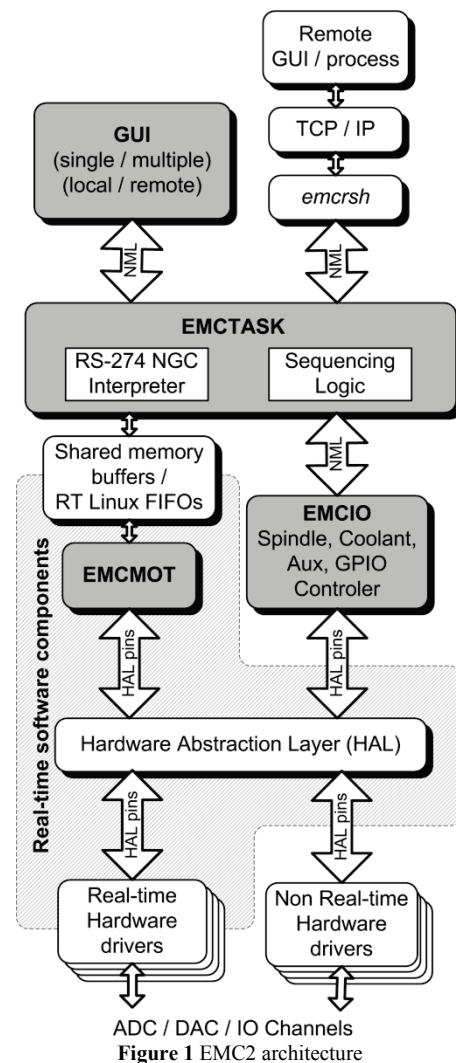 Remote
GUI / process
TCP / IP
emcrsh
GUI
(single / multiple)
(local / remote)
NML
NML
EMCTASK
RS-274 NGC
Interpreter
Sequencing
Logic
Shared memory
buffers /
RT Linux FIFOs
NML
EMCMOT
EMCIO
Spindle, Coolant,
Aux, GPIO
Controler
Real-time software components
HAL pins
HAL pins
Hardware Abstraction Layer (HAL)
HAL pins
HAL pins
Real-time
Hardware
drivers
Non Real-time
Hardware
drivers
ADC / DAC / IO Channels
Figure 1 EMC2 architecture